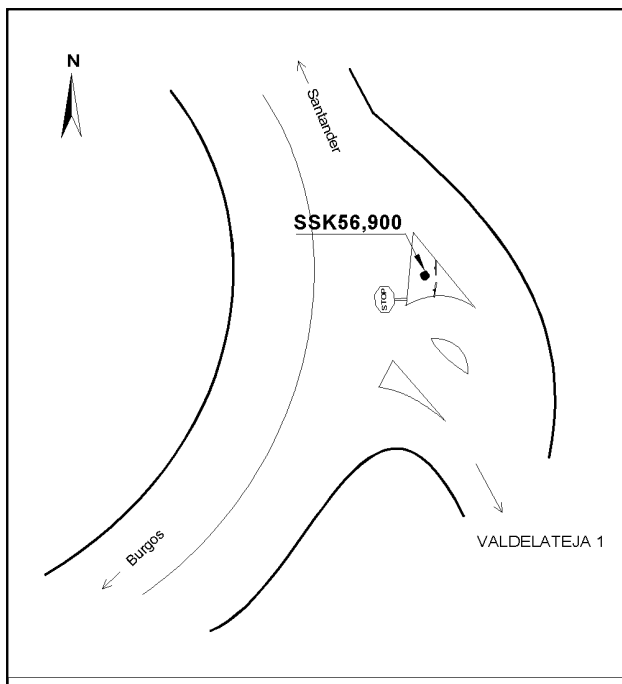 N
Santander
SSK56,900
STOP
Burgos
VALDELATEJA 1